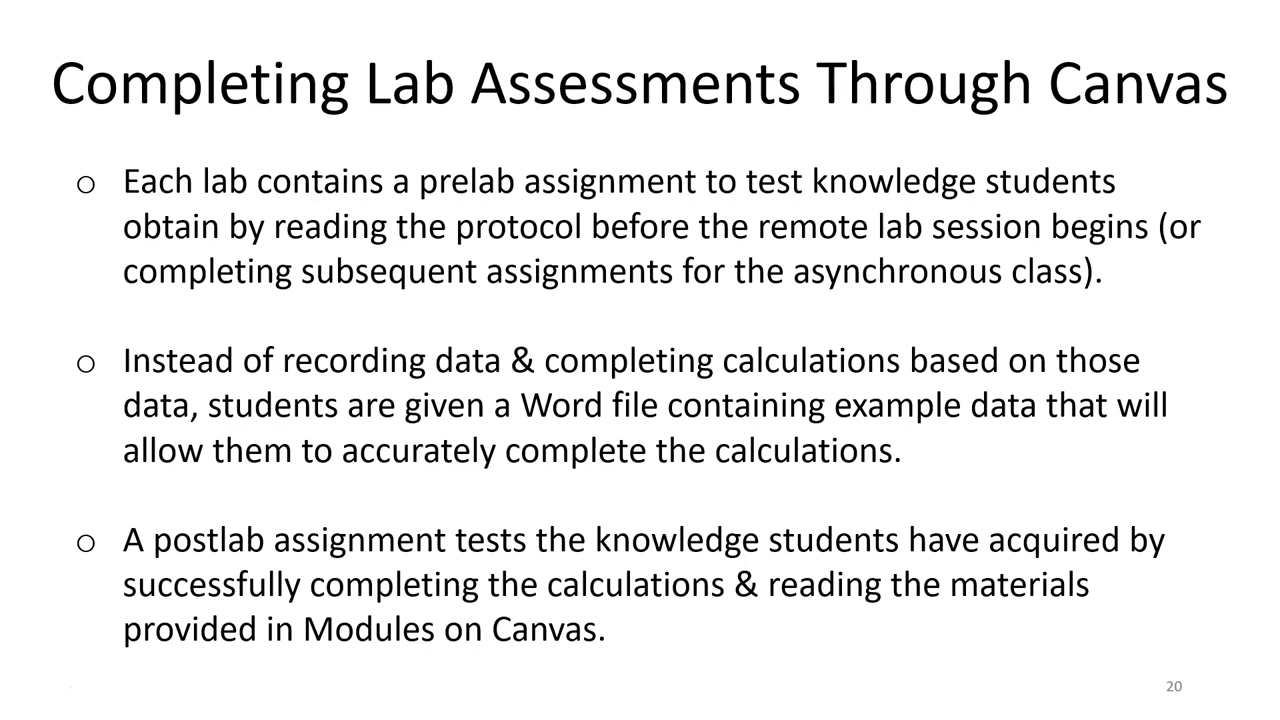 Completing Lab Assessments Through Canvas
o Each lab contains a prelab assignment to test knowledge students
obtain by reading the protocol before the remote lab session begins (or
completing subsequent assignments for the asynchronous class).
o Instead of recording data & completing calculations based on those
data, students are given a Word file containing example data that will
allow them to accurately complete the calculations.
o A postlab assignment tests the knowledge students have acquired by
successfully completing the calculations & reading the materials
provided in Modules on Canvas.
20